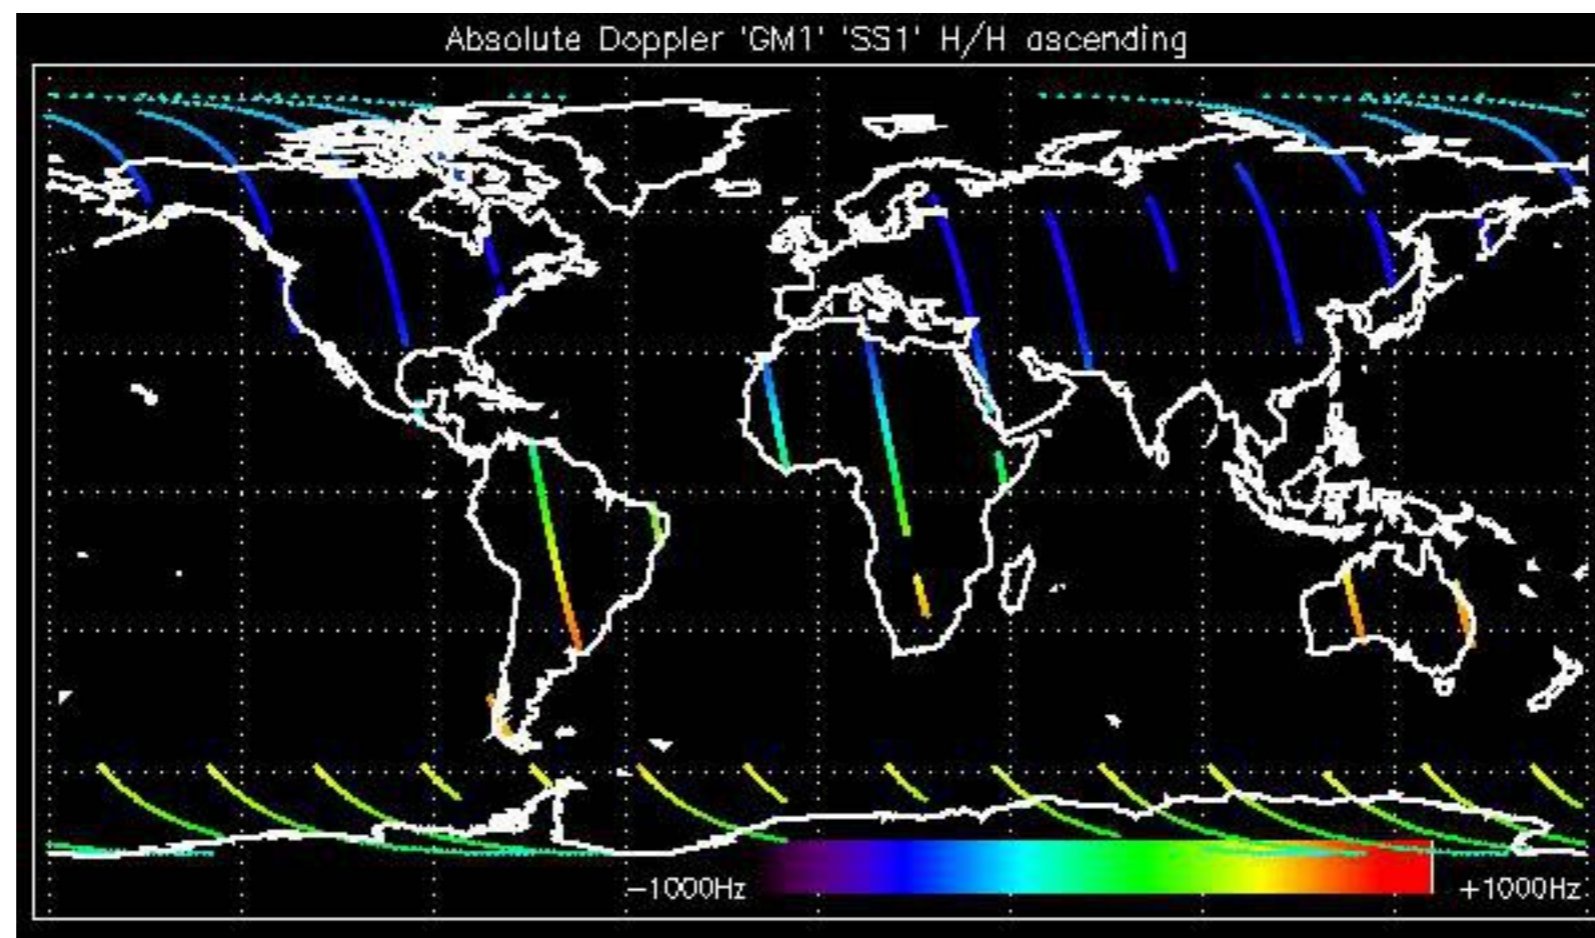 Absolute Doppler 'GM1' 'SS1' H/H ascending
−1000Hz
+1000Hz